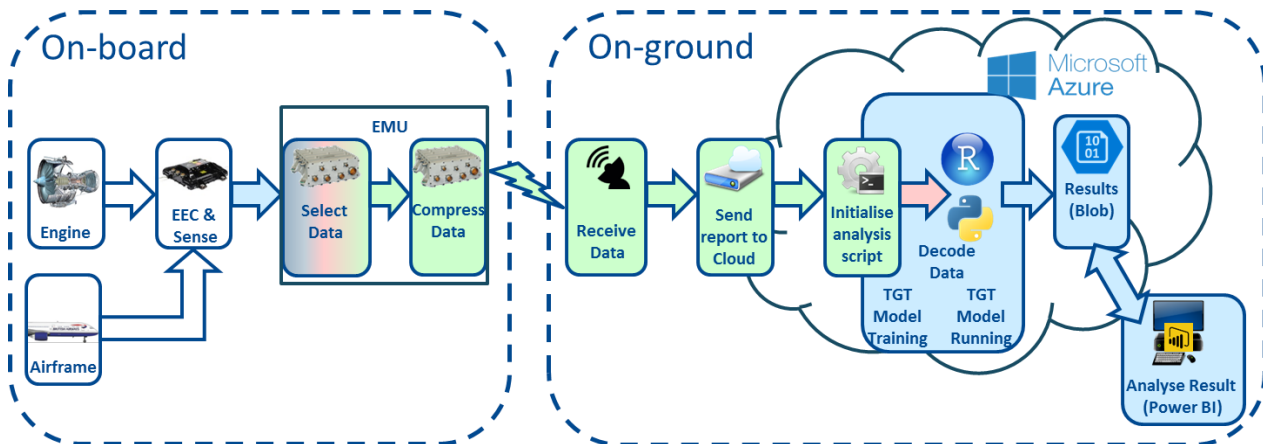 On-board
On-ground
Microsoft
Azure
EMU
Engine
EEC &
Sense
Select
Data
Compress
Data
Receive
Data
Send
report to
Cloud
Initialise
analysis
script
R
Decode
Data
TGT
Model
Training
TGT
Model
Running
10
01
Results
(Blob)
Airframe
Analyse Result
(Power BI)